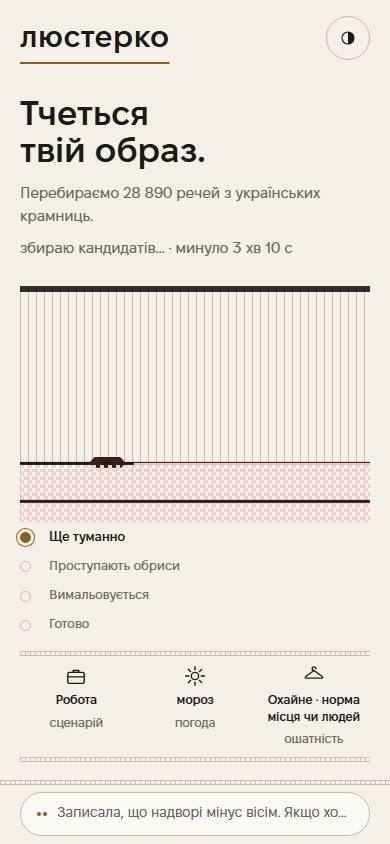 люстерко
Тчеться
твій образ.
Перебираємо 28 890 речей з українських
крамниць.
збираю кандидатів... · минуло 3 хв 10 с
Ще туманно
Проступають обриси
Вимальовується
Готово
Робота
сценарій
мороз
погода
Охайне · норма
місця чи людей
ошатність
Записала, що надворі мінус вісім. Якщо хо...